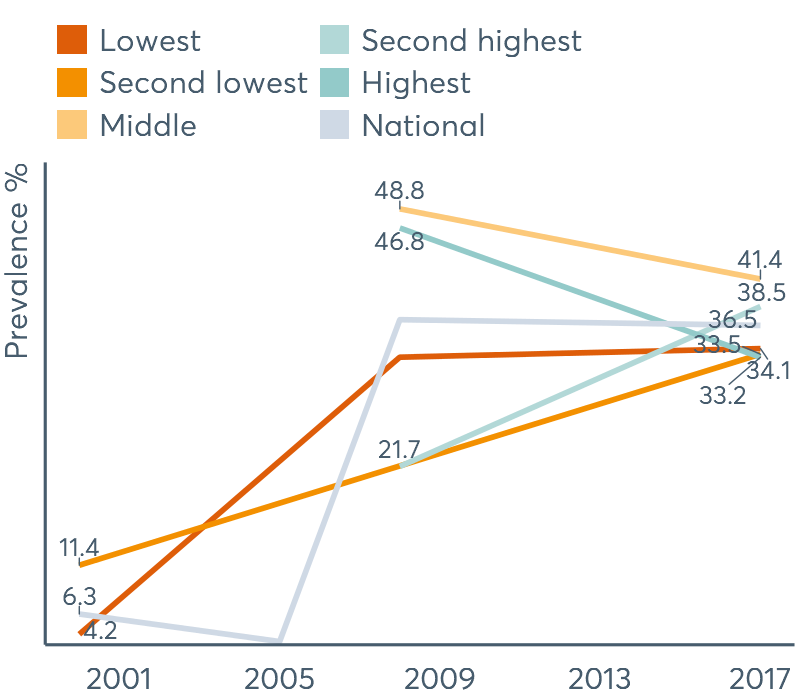 Lowest
Second lowest
Middle
Second highest
Highest
National
Prevalence %
48.8
46.8
41.4
38.5
36.5
33.5
34.1
33.2
21.7
11.4
6.3
4.2
2001 2005 2009 2013 2017